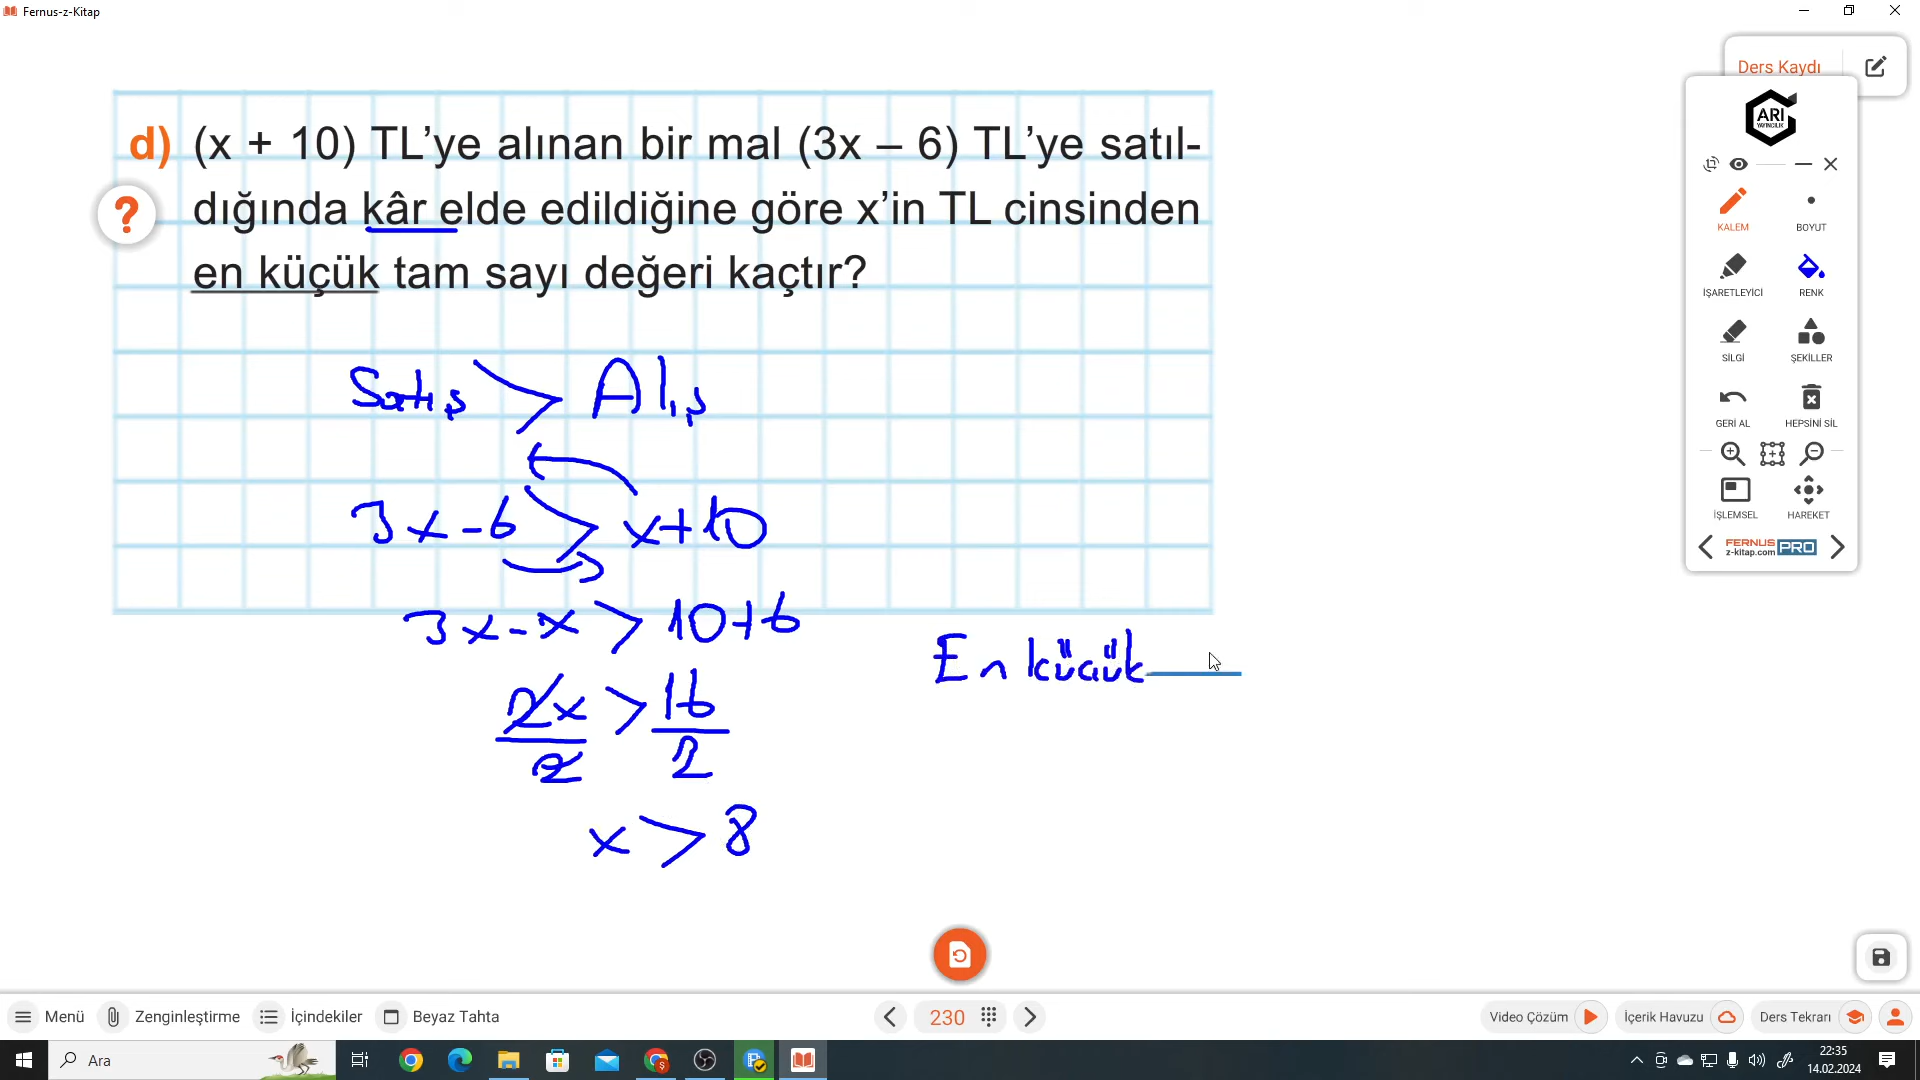 Fernus-z-Kitap
Ders Kaydı
ARI
YAYINCILIK
d) (x + 10) TL’ye alınan bir mal (3x – 6) TL’ye satıl-
dığında kâr elde edildiğine göre x’in TL cinsinden
en küçük tam sayı değeri kaçtır?
?
Satış > Alış
3x-6 > x+10
3x-x > 10+6
2x/2 > 16/2
x > 8
En küçük
KALEM BOYUT
İŞARETLEYİCİ RENK
SİLGİ ŞEKİLLER
GERİ AL HEPSİNİ SİL
İŞLEMSEL HAREKET
FERNUS
z-kitap.com PRO
Menü Zenginleştirme İçindekiler Beyaz Tahta 230 Video Çözüm İçerik Havuzu Ders Tekrarı
Ara
22:35
14.02.2024